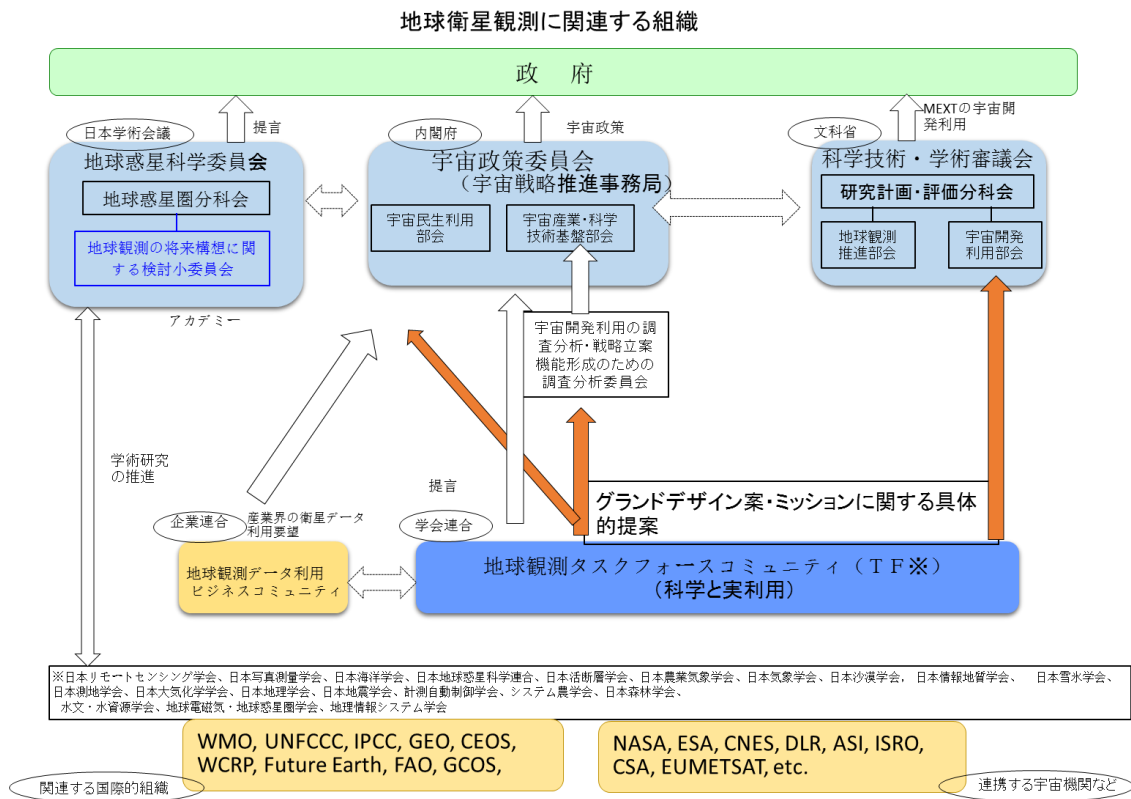 地球衛星観測に関連する組織
政　府
日本学術会議
提言
内閣府
宇宙政策
文科省
MEXTの宇宙開
発利用
地球惑星科学委員会
地球惑星圏分科会
地球観測の将来構想に関
する検討小委員会
アカデミー
宇宙政策委員会
（宇宙戦略推進事務局）
宇宙民生利用
部会
宇宙産業・科学
技術基盤部会
科学技術・学術審議会
研究計画・評価分科会
地球観測
推進部会
宇宙開発
利用部会
宇宙開発利用の調
査分析・戦略立案
機能形成のための
調査分析委員会
学術研究
の推進
提言
グランドデザイン案・ミッションに関する具体
的提案
企業連合
産業界の衛星データ
利用要望
学会連合
地球観測データ利用
ビジネスコミュニティ
地球観測タスクフォースコミュニティ（ＴＦ※）
（科学と実利用）
※日本リモートセンシング学会、日本写真測量学会、日本海洋学会、日本地球惑星科学連合、日本活断層学会、日本農業気象学会、日本気象学会、日本沙漠学会，日本情報地質学会、　日本雪氷学会、
日本測地学会、日本大気化学学会、日本地理学会、日本地震学会、計測自動制御学会、システム農学会、日本森林学会、
水文・水資源学会、地球電磁気・地球惑星圏学会、地理情報システム学会
WMO, UNFCCC, IPCC, GEO, CEOS,
WCRP, Future Earth, FAO, GCOS,
NASA, ESA, CNES, DLR, ASI, ISRO,
CSA, EUMETSAT, etc.
関連する国際的組織
連携する宇宙機関など